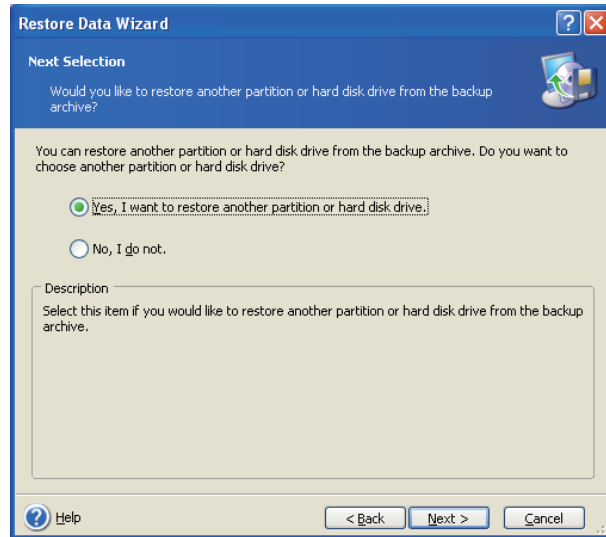 Restore Data Wizard
Next Selection
Would you like to restore another partition or hard disk drive from the backup
archive?
You can restore another partition or hard disk drive from the backup archive. Do you want to
choose another partition or hard disk drive?
Yes, I want to restore another partition or hard disk drive.
No, I do not.
Description
Select this item if you would like to restore another partition or hard disk drive from the backup
archive.
Help
< Back
Next >
Cancel